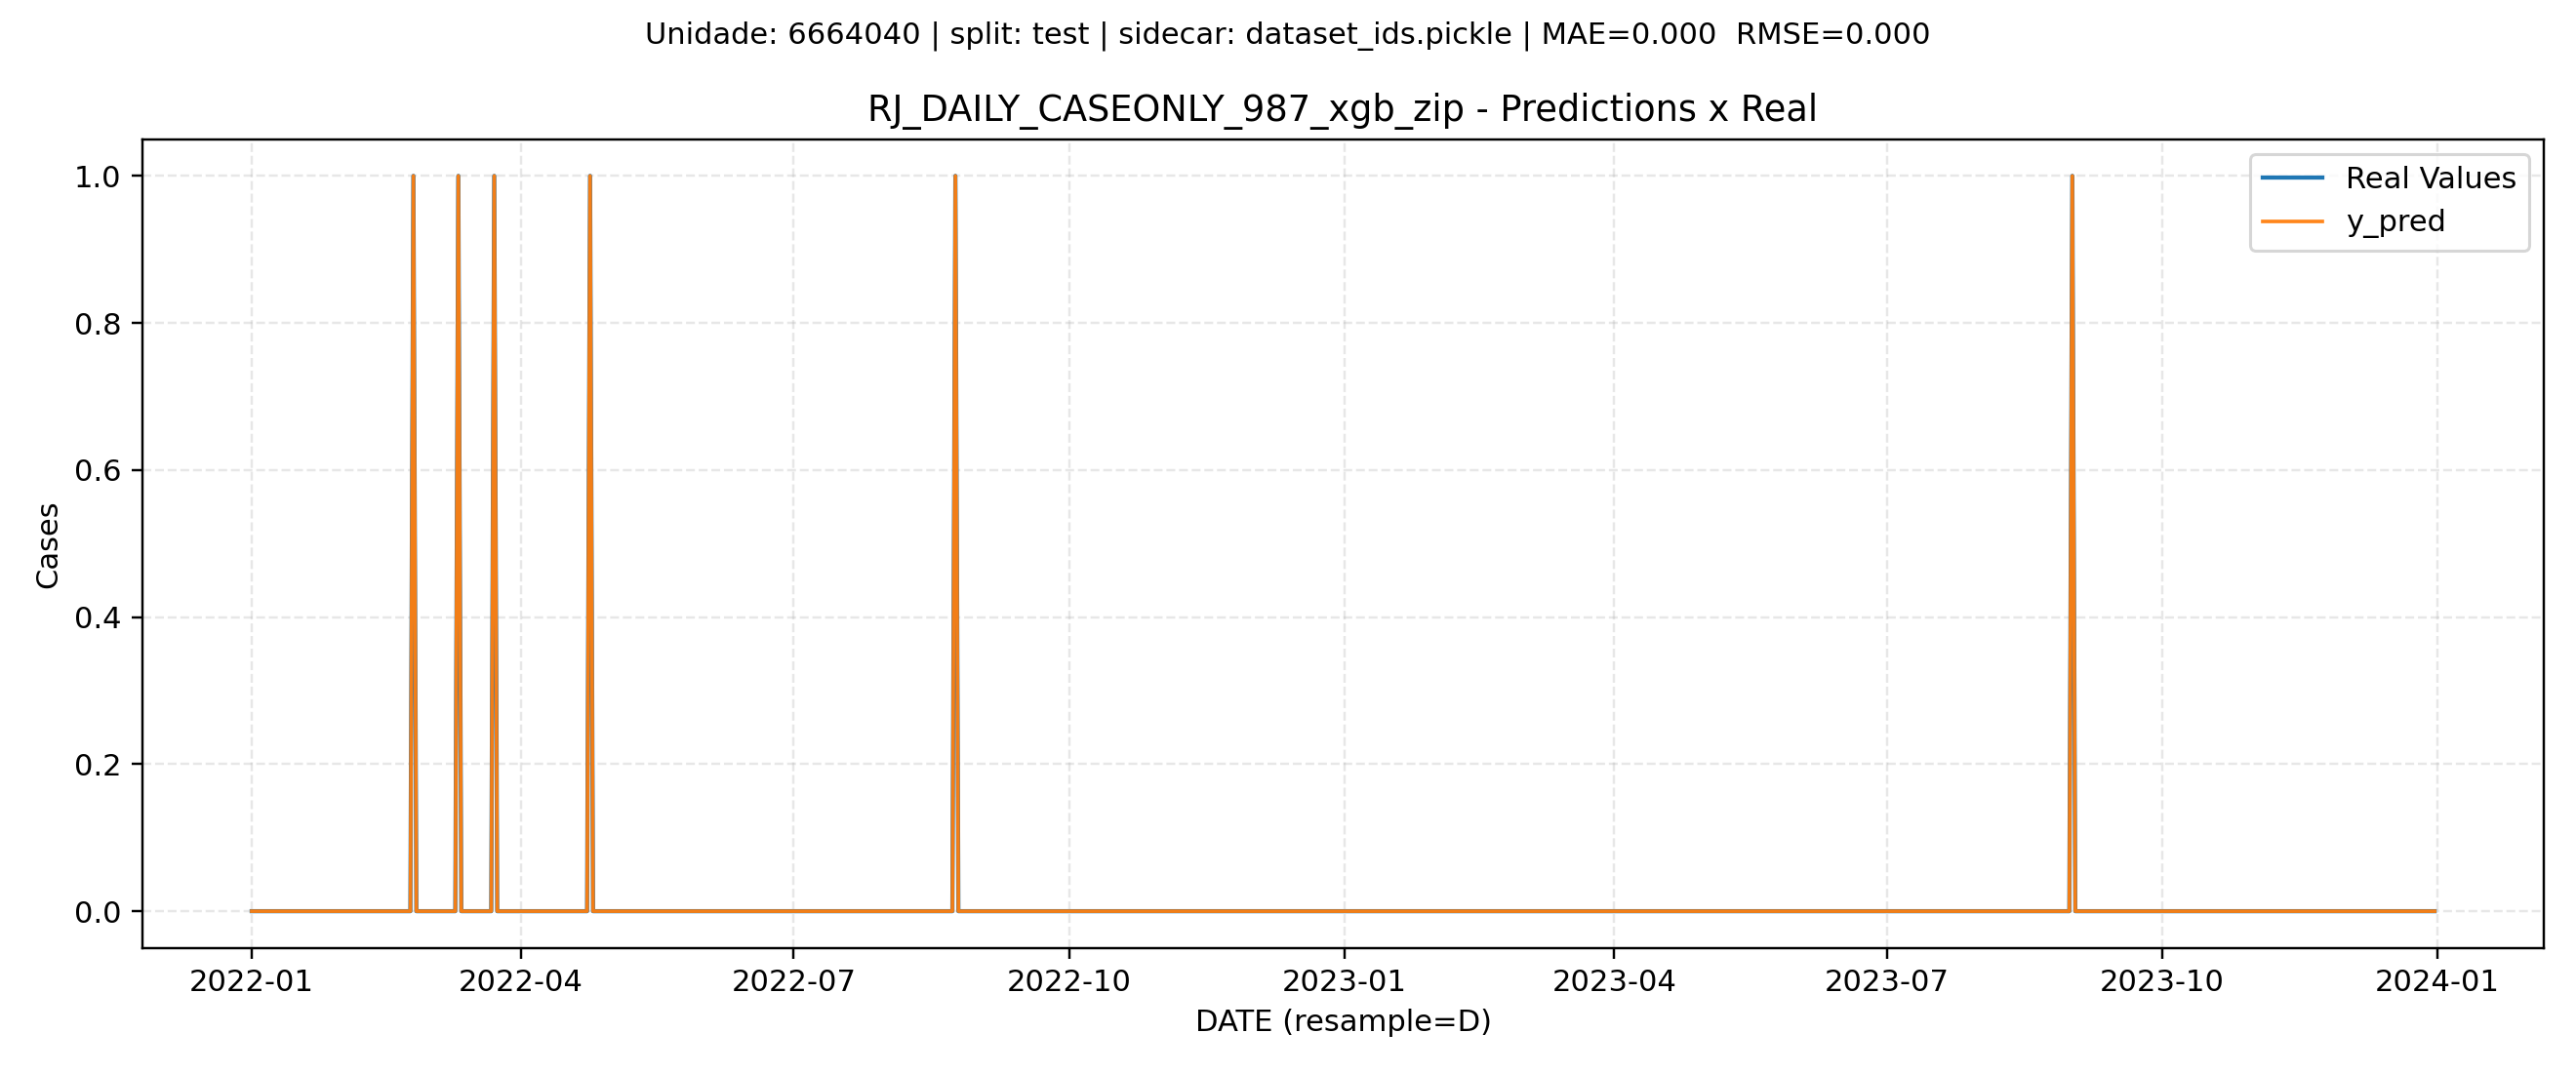 Unidade: 6664040 | split: test | sidecar: dataset_ids.pickle | MAE=0.000  RMSE=0.000
RJ_DAILY_CASEONLY_987_xgb_zip - Predictions x Real
Real Values
y_pred
Cases
1.0
0.8
0.6
0.4
0.2
0.0
2022-01
2022-04
2022-07
2022-10
2023-01
2023-04
2023-07
2023-10
2024-01
DATE (resample=D)